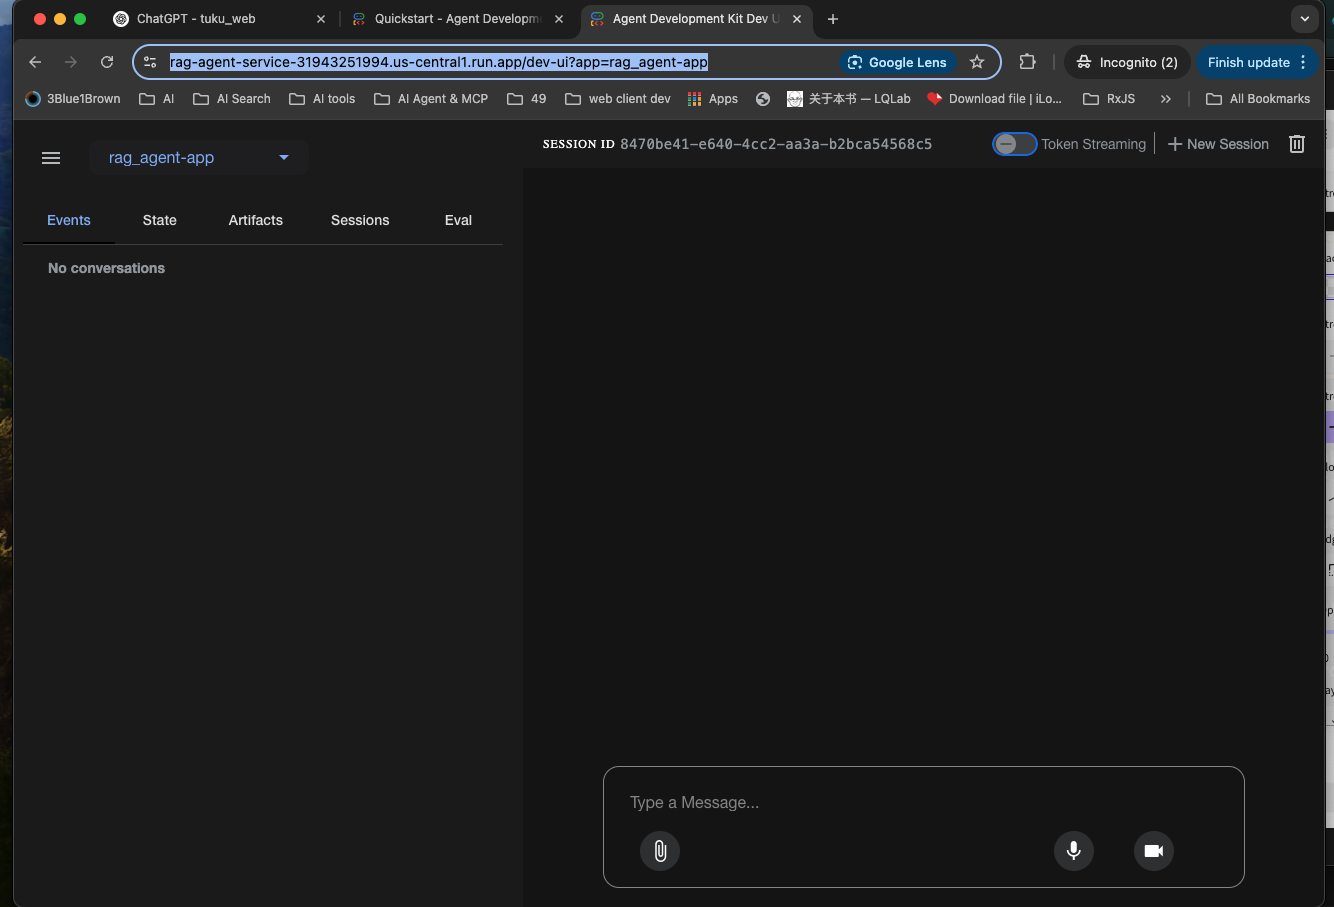 ChatGPT - tuku_web
Quickstart - Agent Developm
Agent Development Kit Dev U
rag-agent-service-31943251994.us-central1.run.app/dev-ui?app=rag_agent-app
Google Lens
Incognito (2)
Finish update
3Blue1Brown
AI
AI Search
AI tools
AI Agent & MCP
49
web client dev
Apps
关于本书 — LQLab
Download file | iLo...
RxJS
All Bookmarks
rag_agent-app
SESSION ID 8470be41-e640-4cc2-aa3a-b2bca54568c5
Token Streaming
New Session
Events State Artifacts Sessions Eval
No conversations
Type a Message...